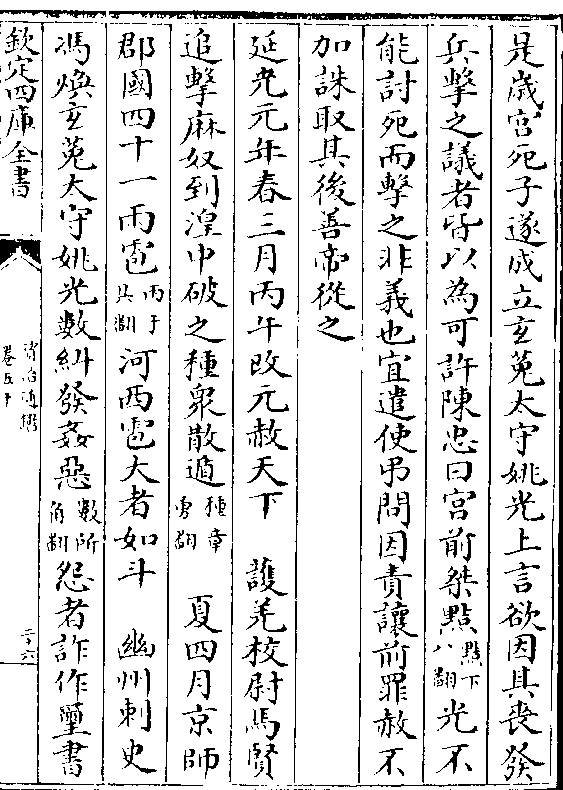 是歲宮死子遂成立玄菟太守姚光上言欲因其喪發
兵擊之議者皆以為可許陳忠曰宮前桀黠黠下八翻光不
能討死而擊之非義也宜遣使弔問因責讓前罪赦不
加誅取其後善帝從之
延光元年春三月丙午改元赦天下 護羌校尉馬賢
追擊麻奴到湟中破之種衆散遁種章勇翻 夏四月京師
郡國四十一雨雹雨于具翻河西雹大者如斗 幽州刺史
馮煥玄菟太守姚光數糾發姦惡數所角翻怨者詐作璽書
欽定四庫全書
資治通鑑
卷五十
二十六